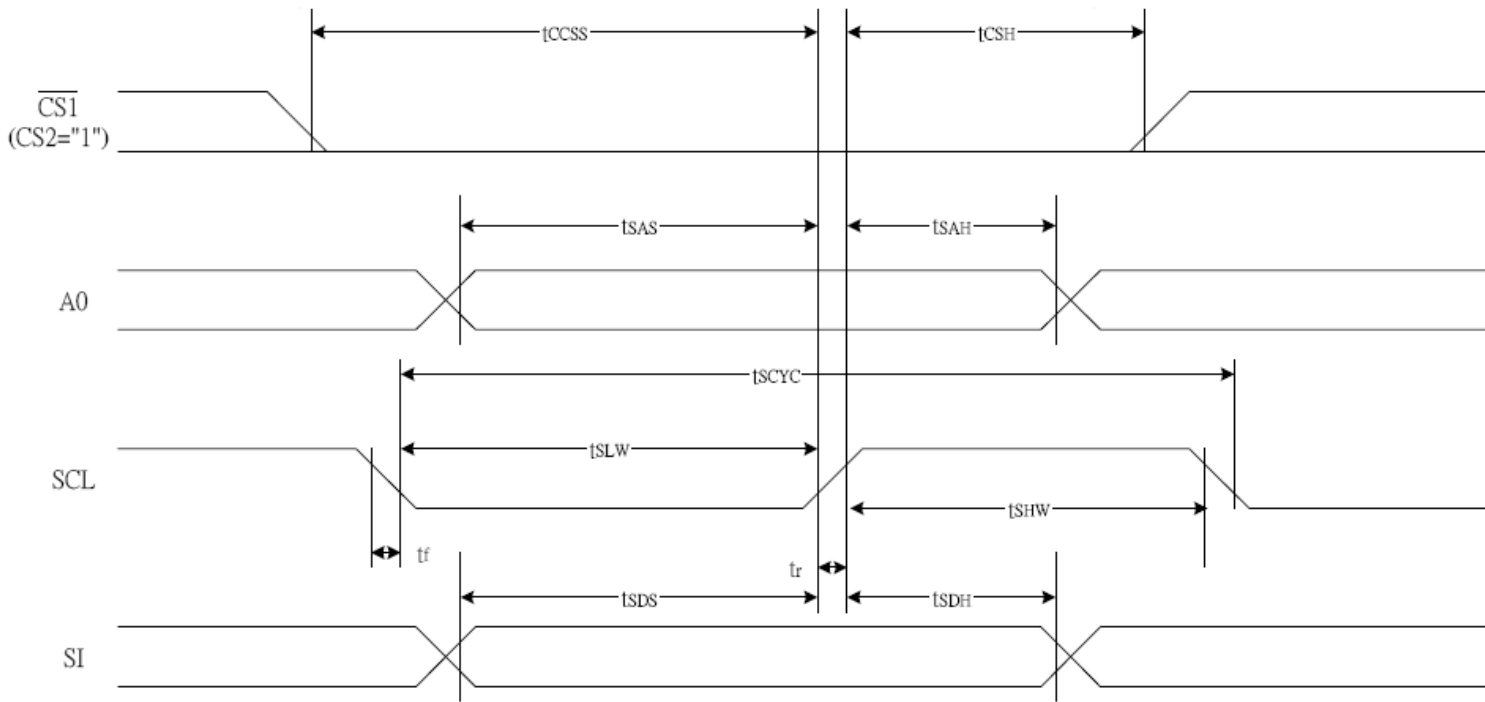 tCCSS
tCSH
CS1
(CS2="1")
tSAS
tSAH
A0
tSCYC
tSLW
SCL
tSHW
tf
tr
tSDS
tSDH
SI